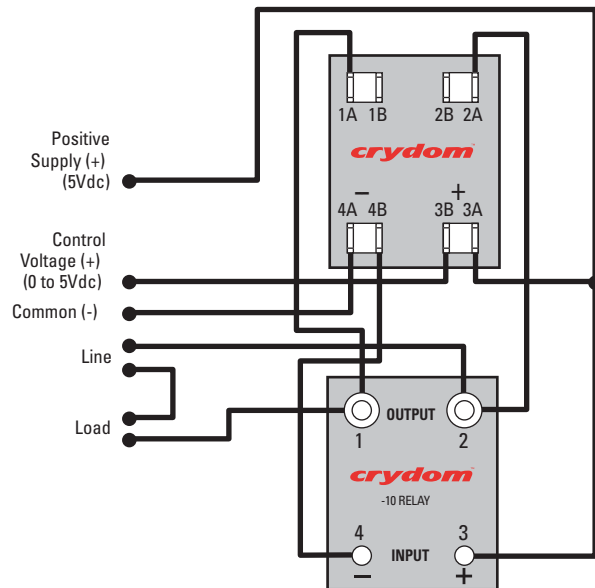 1A 1B
2B 2A
crydom
Positive
Supply (+)
(5Vdc)
– +
4A 4B
3B 3A
Control
Voltage (+)
(0 to 5Vdc)
Common (-)
Line
Load
OUTPUT
1
2
crydom
-10 RELAY
4
3
INPUT
– +